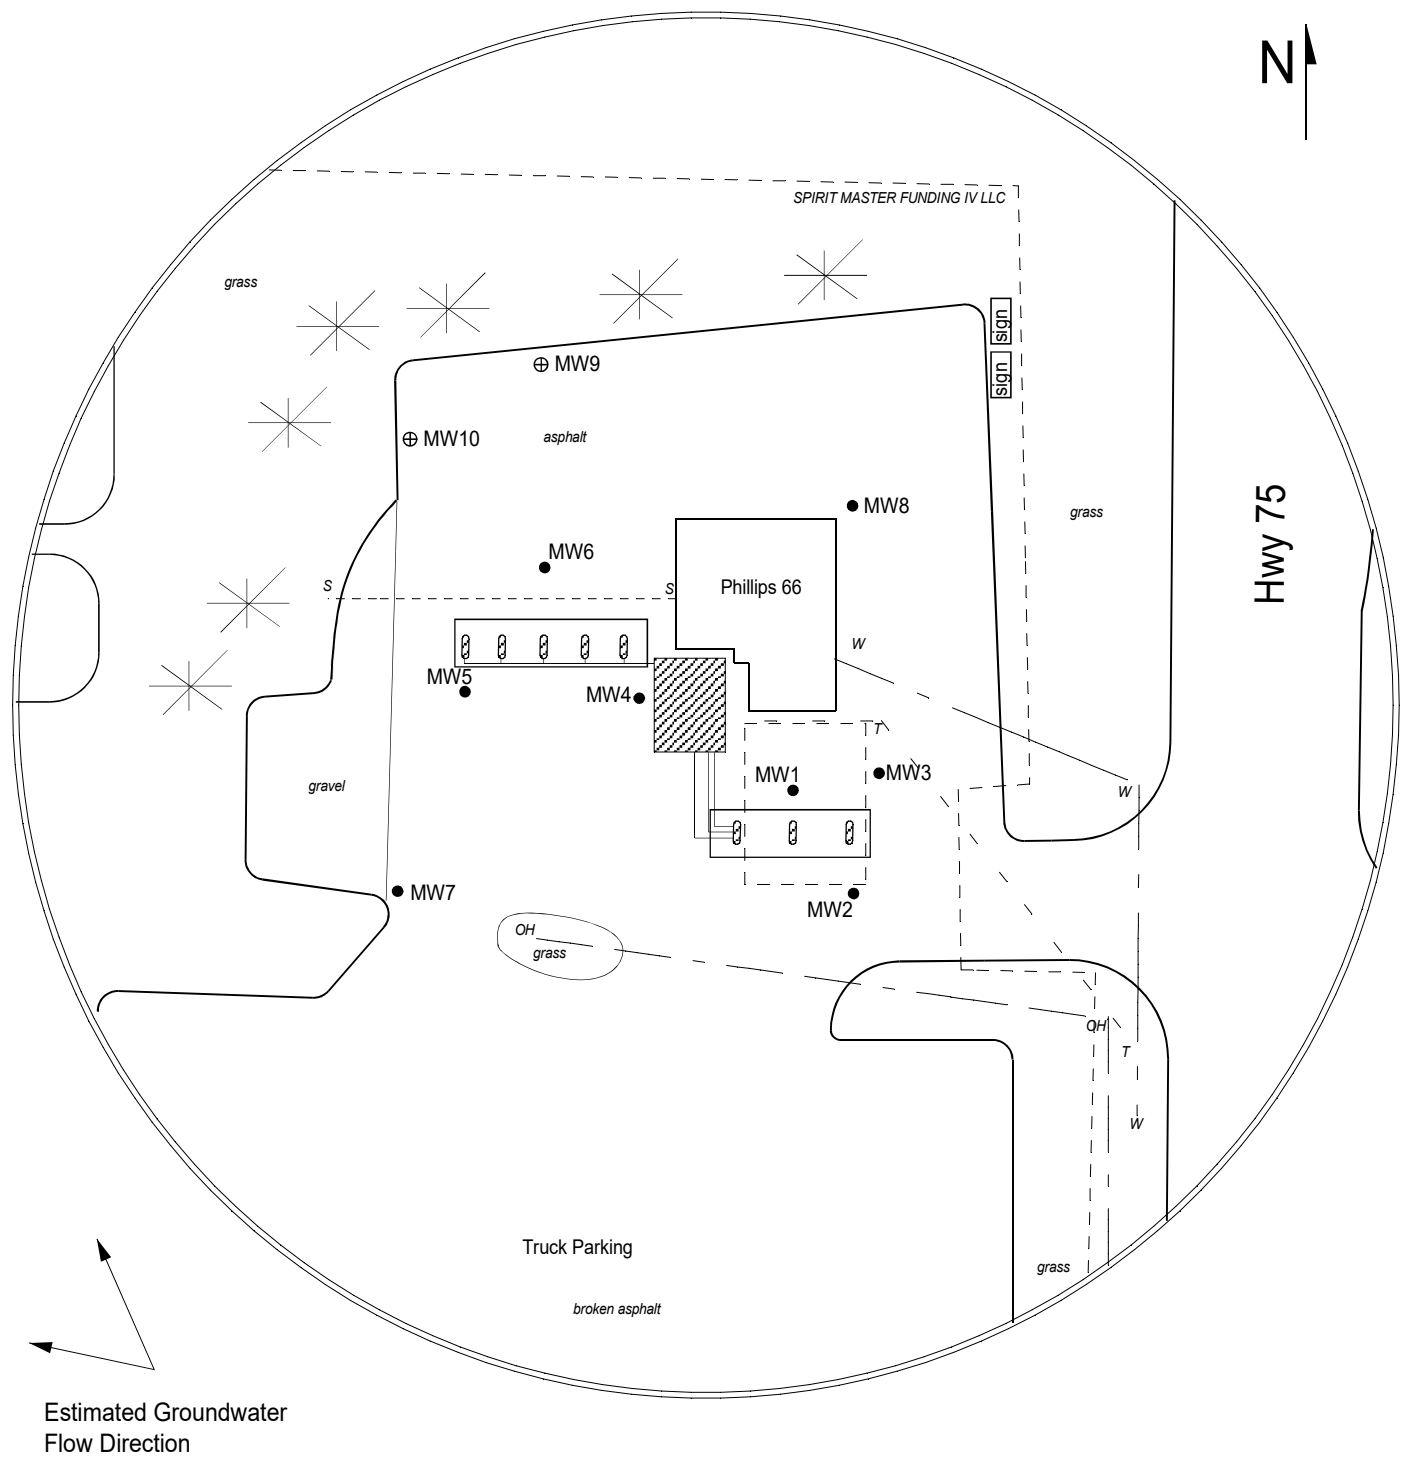 N
SPIRIT MASTER FUNDING IV LLC
grass
sign
sign
MW9
MW10
asphalt
MW8
grass
Hwy 75
MW6
S
S
Phillips 66
W
MW5
MW4
T
MW1
MW3
gravel
W
MW7
MW2
OH
grass
OH
T
W
Truck Parking
grass
broken asphalt
Estimated Groundwater
Flow Direction